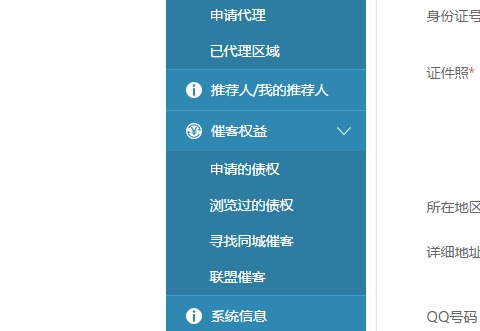 申请代理
已代理区域
推荐人/我的推荐人
催客权益
申请的债权
浏览过的债权
寻找同城催客
联盟催客
系统信息
身份证号
证件照*
所在地区
详细地址
QQ号码